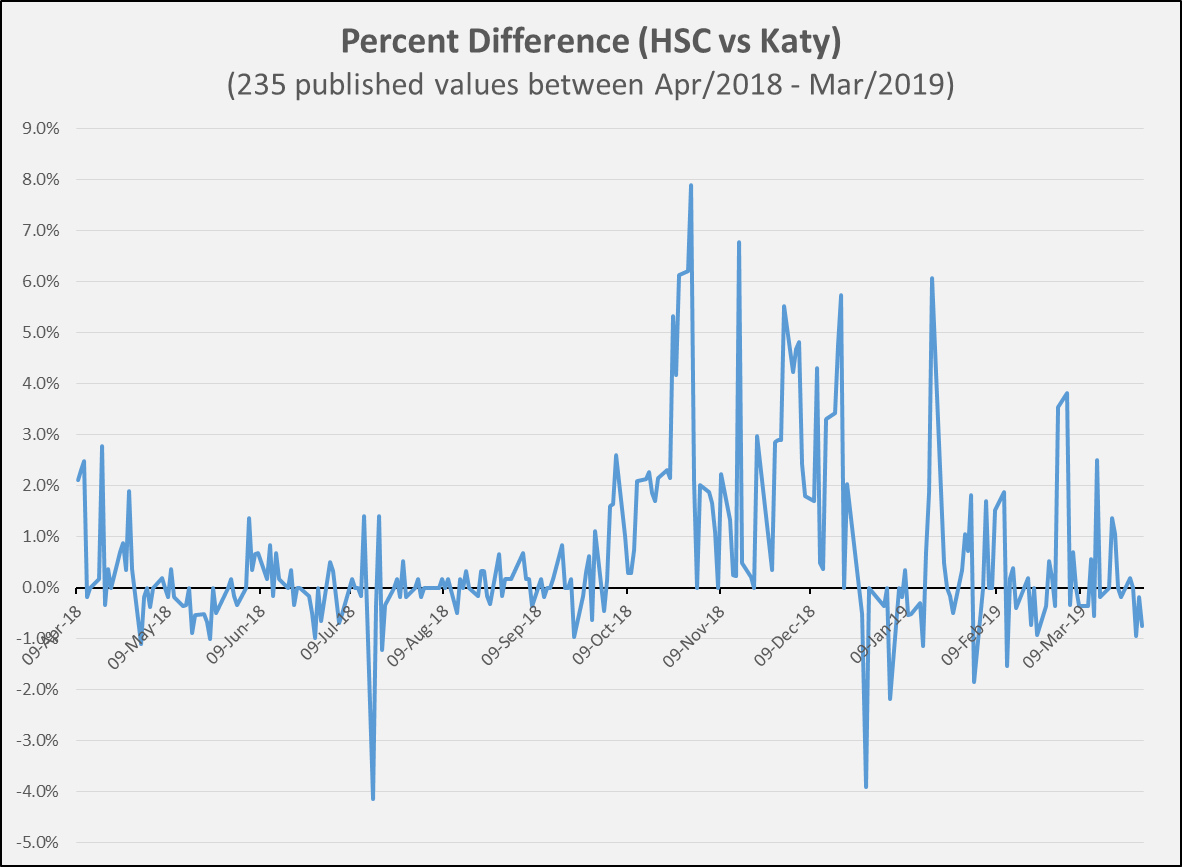 Percent Difference (HSC vs Katy)
(235 published values between Apr/2018 - Mar/2019)
9.0%
8.0%
7.0%
6.0%
5.0%
4.0%
3.0%
2.0%
1.0%
0.0%
-1.0%
-2.0%
-3.0%
-4.0%
-5.0%
09-Apr-18
09-May-18
09-Jun-18
09-Jul-18
09-Aug-18
09-Sep-18
09-Oct-18
09-Nov-18
09-Dec-18
09-Jan-19
09-Feb-19
09-Mar-19